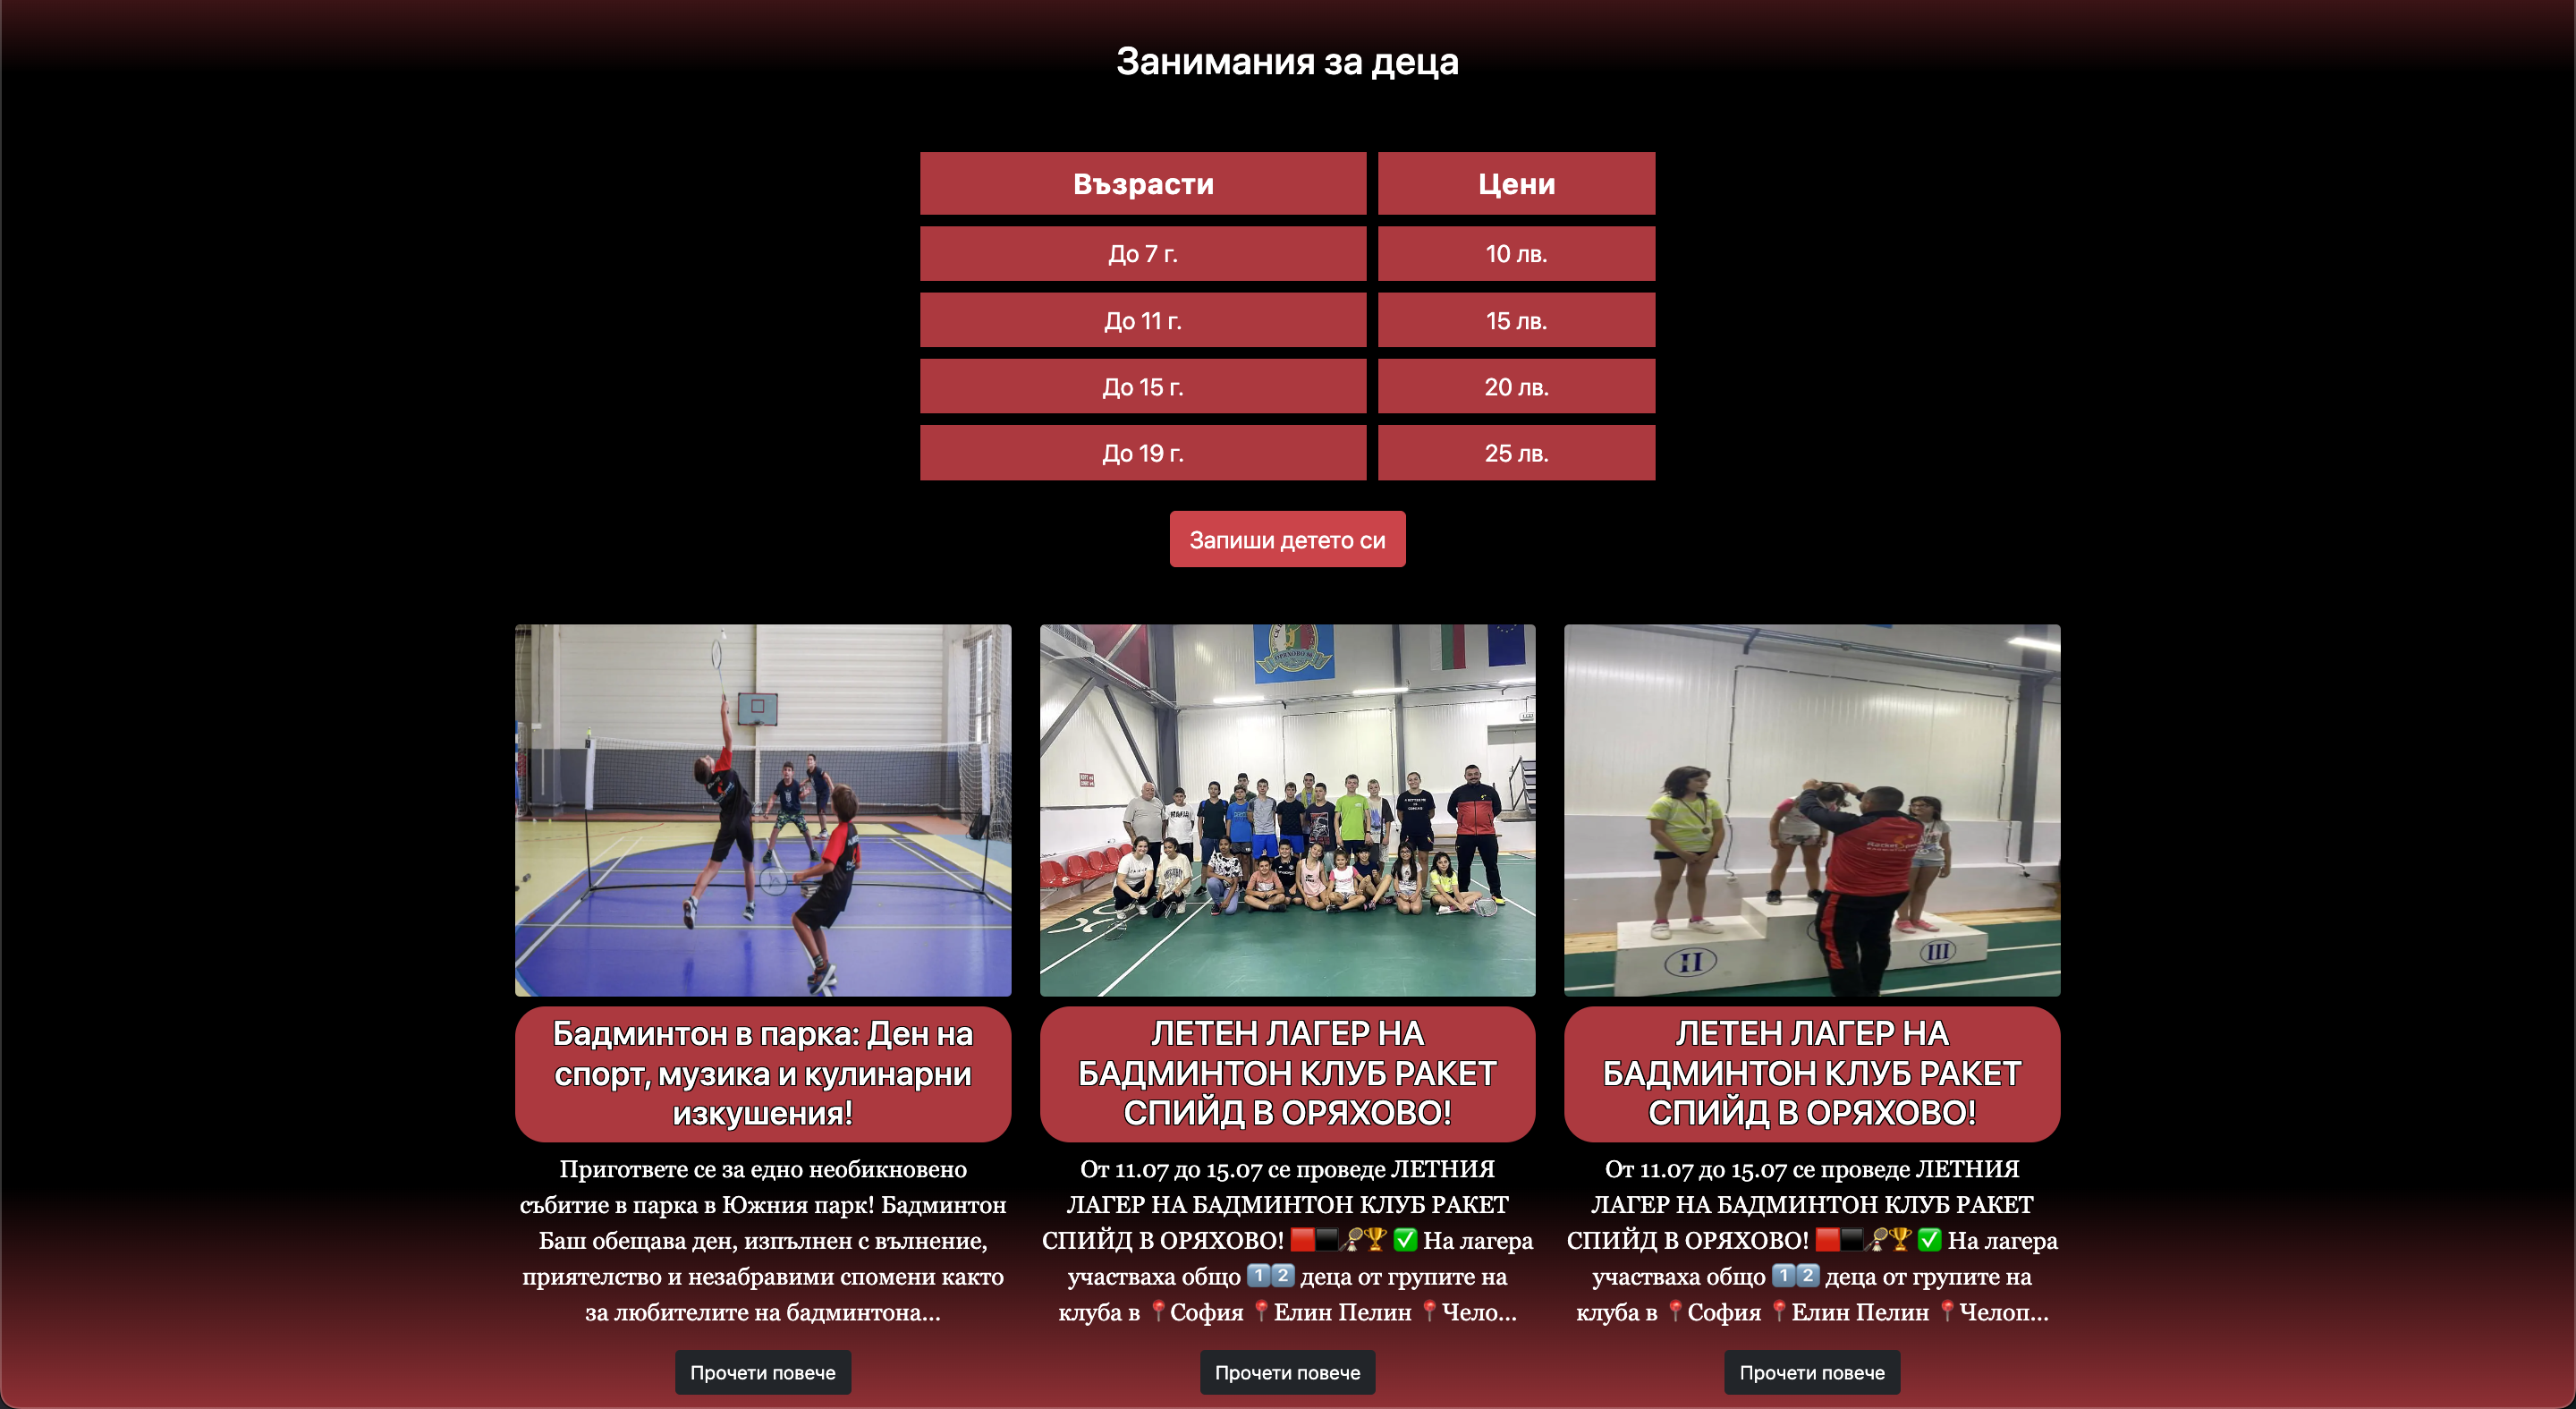 Занимания за деца
Възрасти Цени
До 7 г. 10 лв.
До 11 г. 15 лв.
До 15 г. 20 лв.
До 19 г. 25 лв.
Запиши детето си
II
III
Бадминтон в парка: Ден на
спорт, музика и кулинарни
изкушения!
Пригответе се за едно необикновено
събитие в парка в Южния парк! Бадминтон
Баш обещава ден, изпълнен с вълнение,
приятелство и незабравими спомени както
за любителите на бадминтона...
Прочети повече
ЛЕТЕН ЛАГЕР НА
БАДМИНТОН КЛУБ РАКЕТ
СПИЙД В ОРЯХОВО!
От 11.07 до 15.07 се проведе ЛЕТНИЯ
ЛАГЕР НА БАДМИНТОН КЛУБ РАКЕТ
СПИЙД В ОРЯХОВО! 🟥⬛🏸🏆 ✅ На лагера
участваха общо 1️⃣2️⃣ деца от групите на
клуба в 📍София 📍Елин Пелин 📍Чело...
Прочети повече
ЛЕТЕН ЛАГЕР НА
БАДМИНТОН КЛУБ РАКЕТ
СПИЙД В ОРЯХОВО!
От 11.07 до 15.07 се проведе ЛЕТНИЯ
ЛАГЕР НА БАДМИНТОН КЛУБ РАКЕТ
СПИЙД В ОРЯХОВО! 🟥⬛🏸🏆 ✅ На лагера
участваха общо 1️⃣2️⃣ деца от групите на
клуба в 📍София 📍Елин Пелин 📍Челоп...
Прочети повече